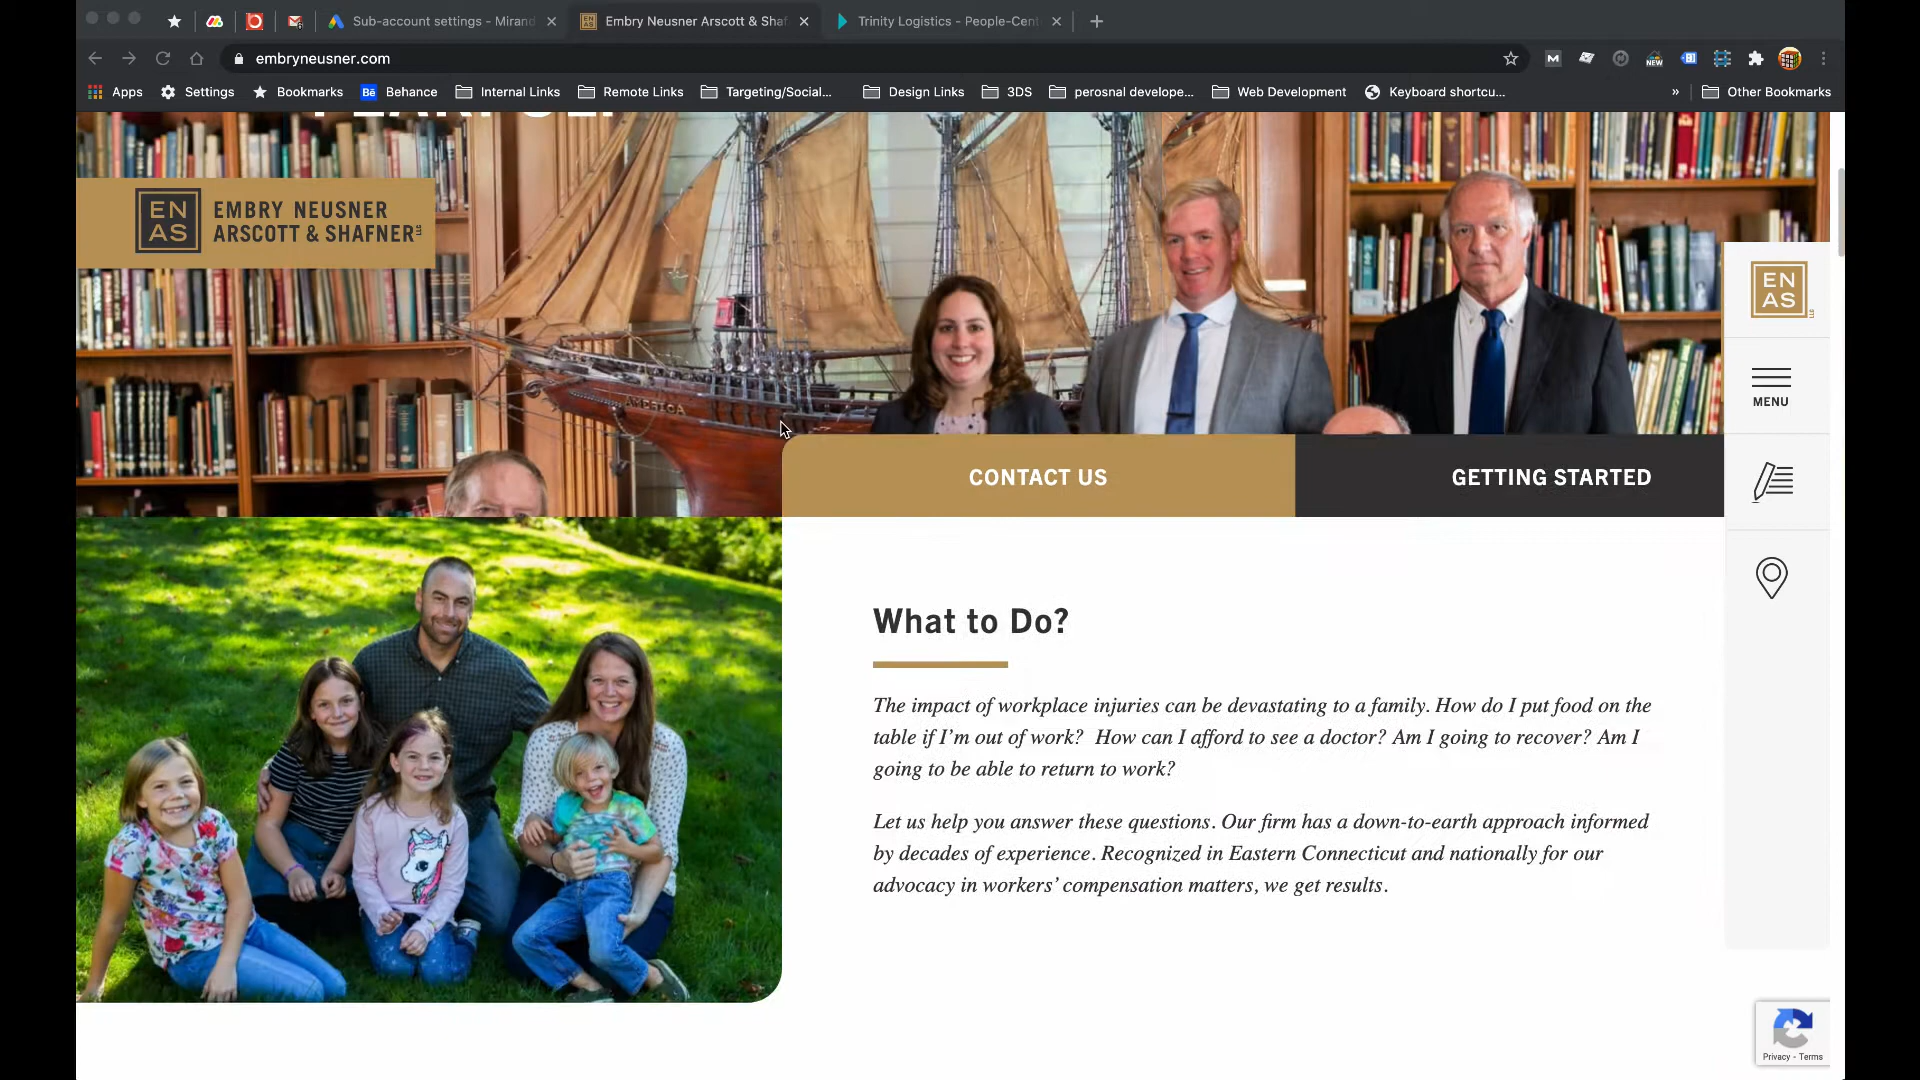 Sub-account settings - Miran
Embry Neusner Arscott & Shaf
Trinity Logistics - People-Cent
embryneusner.com
M
NEW
Apps
Settings
Bookmarks
Bē Behance
Internal Links
Remote Links
Targeting/Social...
Design Links
3DS
perosnal develope...
Web Development
Keyboard shortcu...
»
Other Bookmarks
EN
AS
EMBRY NEUSNER
ARSCOTT & SHAFNER LLC
AMERICA
EN
AS
LLC
MENU
CONTACT US
GETTING STARTED
What to Do?
The impact of workplace injuries can be devastating to a family. How do I put food on the
table if I’m out of work? How can I afford to see a doctor? Am I going to recover? Am I
going to be able to return to work?
Let us help you answer these questions. Our firm has a down-to-earth approach informed
by decades of experience. Recognized in Eastern Connecticut and nationally for our
advocacy in workers’ compensation matters, we get results.
Privacy - Terms